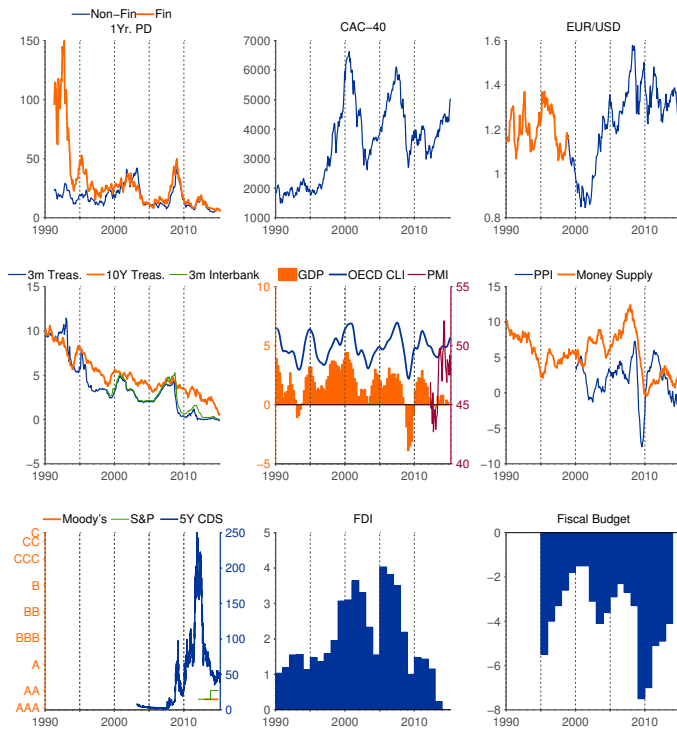 Non-Fin Fin
1Yr. PD
150
100
50
0
1990 2000 2010
CAC-40
7000
6000
5000
4000
3000
2000
1000
1990 2000 2010
EUR/USD
1.6
1.4
1.2
1
0.8
1990 2000 2010
3m Treas. 10Y Treas. 3m Interbank
15
10
5
0
−5
1990 2000 2010
GDP OECD CLI PMI
10
5
0
−5
55
50
45
40
1990 2000 2010
PPI Money Supply
15
10
5
0
−5
−10
1990 2000 2010
Moody's S&P 5Y CDS
C
CC
CCC
B
BB
BBB
A
AA
AAA
250
200
150
100
50
0
1990 2000 2010
FDI
5
4
3
2
1
0
1990 2000 2010
Fiscal Budget
0
−2
−4
−6
−8
1990 2000 2010